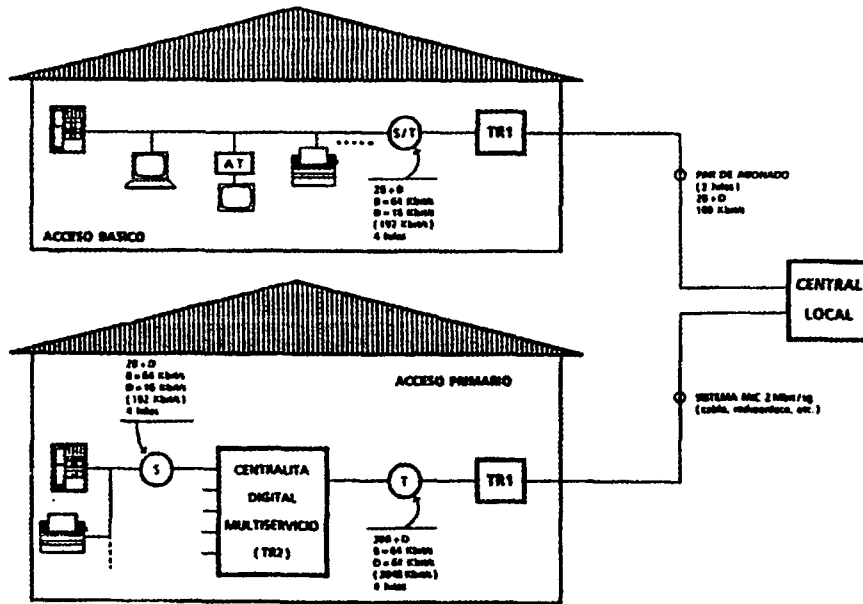 S/T
TR1
A T
2B + D
B = 64 Kbit/s
D = 16 Kbit/s
(192 Kbit/s)
4 hilos
ACCESO BASICO
PAR DE ABONADO
(2 hilos)
2B + D
160 Kbit/s
CENTRAL
LOCAL
2B + D
B = 64 Kbit/s
D = 16 Kbit/s
(192 Kbit/s)
4 hilos
ACCESO PRIMARIO
SISTEMA MIC 2 Mbit/sg
(cable, radioenlace, etc.)
S
CENTRALITA
DIGITAL
MULTISERVICIO
(TR2)
T
TR1
30B + D
B = 64 Kbit/s
D = 64 Kbit/s
(2048 Kbit/s)
4 hilos